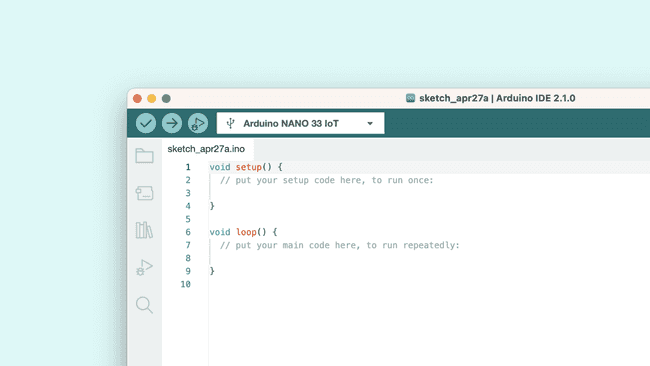 sketch_apr27a | Arduino IDE 2.1.0
Arduino NANO 33 IoT
sketch_apr27a.ino
1 void setup() {
2 // put your setup code here, to run once:
3
4 }
5
6 void loop() {
7 // put your main code here, to run repeatedly:
8
9 }
10